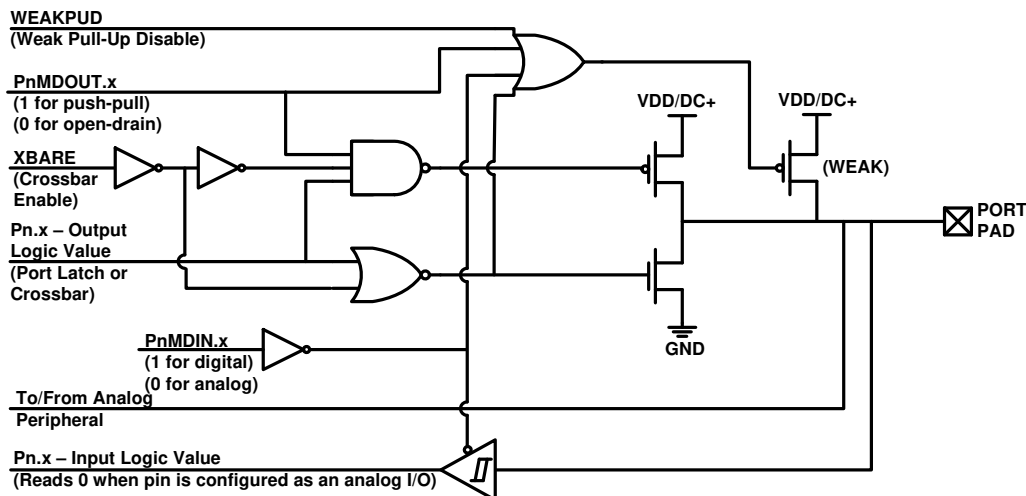 WEAKPUD
(Weak Pull-Up Disable)
PnMDOUT.x
(1 for push-pull)
(0 for open-drain)
XBARE
(Crossbar
Enable)
Pn.x – Output
Logic Value
(Port Latch or
Crossbar)
PnMDIN.x
(1 for digital)
(0 for analog)
To/From Analog
Peripheral
Pn.x – Input Logic Value
(Reads 0 when pin is configured as an analog I/O)
VDD/DC+
VDD/DC+
(WEAK)
PORT
PAD
GND